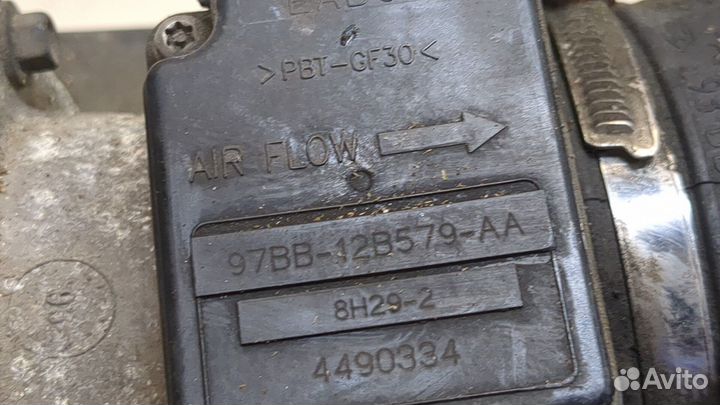 >PBT-GF30<
AIR FLOW
97BB-12B579-AA
8H29-2
4490334
Avito